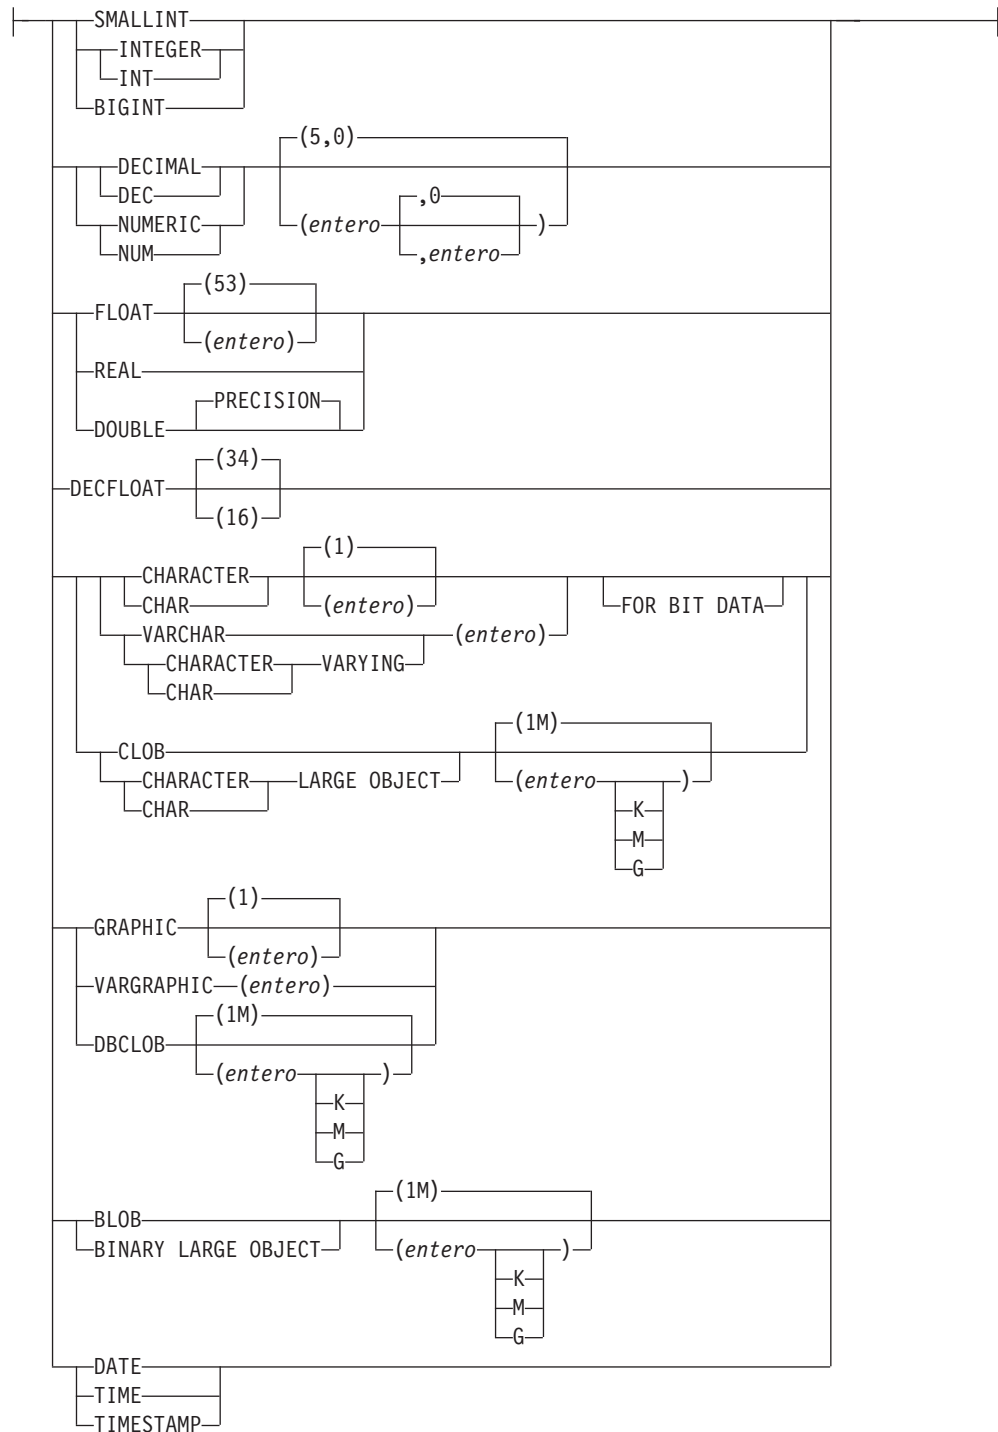 SMALLINT
INTEGER
INT
BIGINT
(5,0)
DECIMAL
DEC
,0
NUMERIC (entero )
NUM ,entero
(53)
FLOAT
(entero)
REAL
PRECISION
DOUBLE
(34)
DECFLOAT
(16)
(1)
CHARACTER
CHAR (entero) FOR BIT DATA
VARCHAR (entero)
CHARACTER VARYING
CHAR
(1M)
CLOB
CHARACTER LARGE OBJECT (entero )
CHAR K
M
G
(1)
GRAPHIC
(entero)
VARGRAPHIC (entero)
(1M)
DBCLOB
(entero )
K
M
G
(1M)
BLOB
BINARY LARGE OBJECT (entero )
K
M
G
DATE
TIME
TIMESTAMP